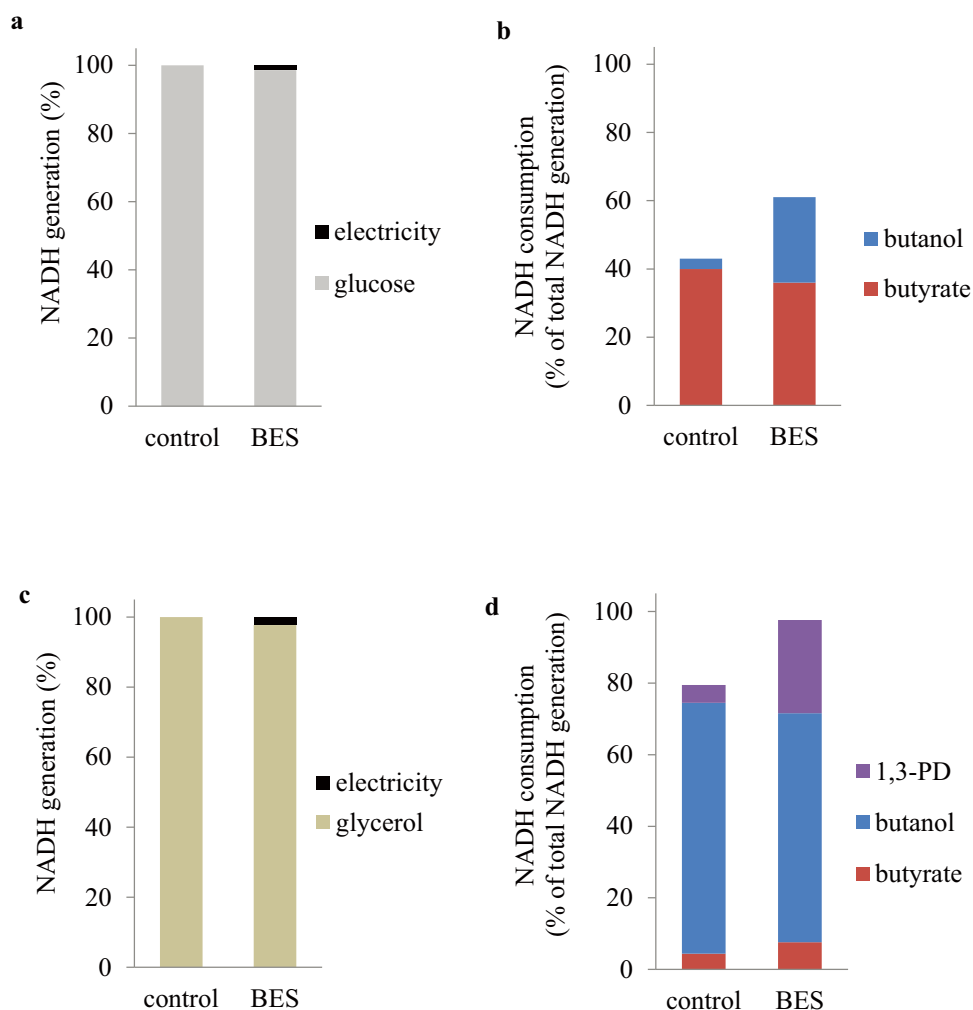 a
NADH generation (%)
100
80
60
40
20
0
control
BES
electricity
glucose
b
NADH consumption
(% of total NADH generation)
100
80
60
40
20
0
control
BES
butanol
butyrate
c
NADH generation (%)
100
80
60
40
20
0
control
BES
electricity
glycerol
d
NADH consumption
(% of total NADH generation)
100
80
60
40
20
0
control
BES
1,3-PD
butanol
butyrate